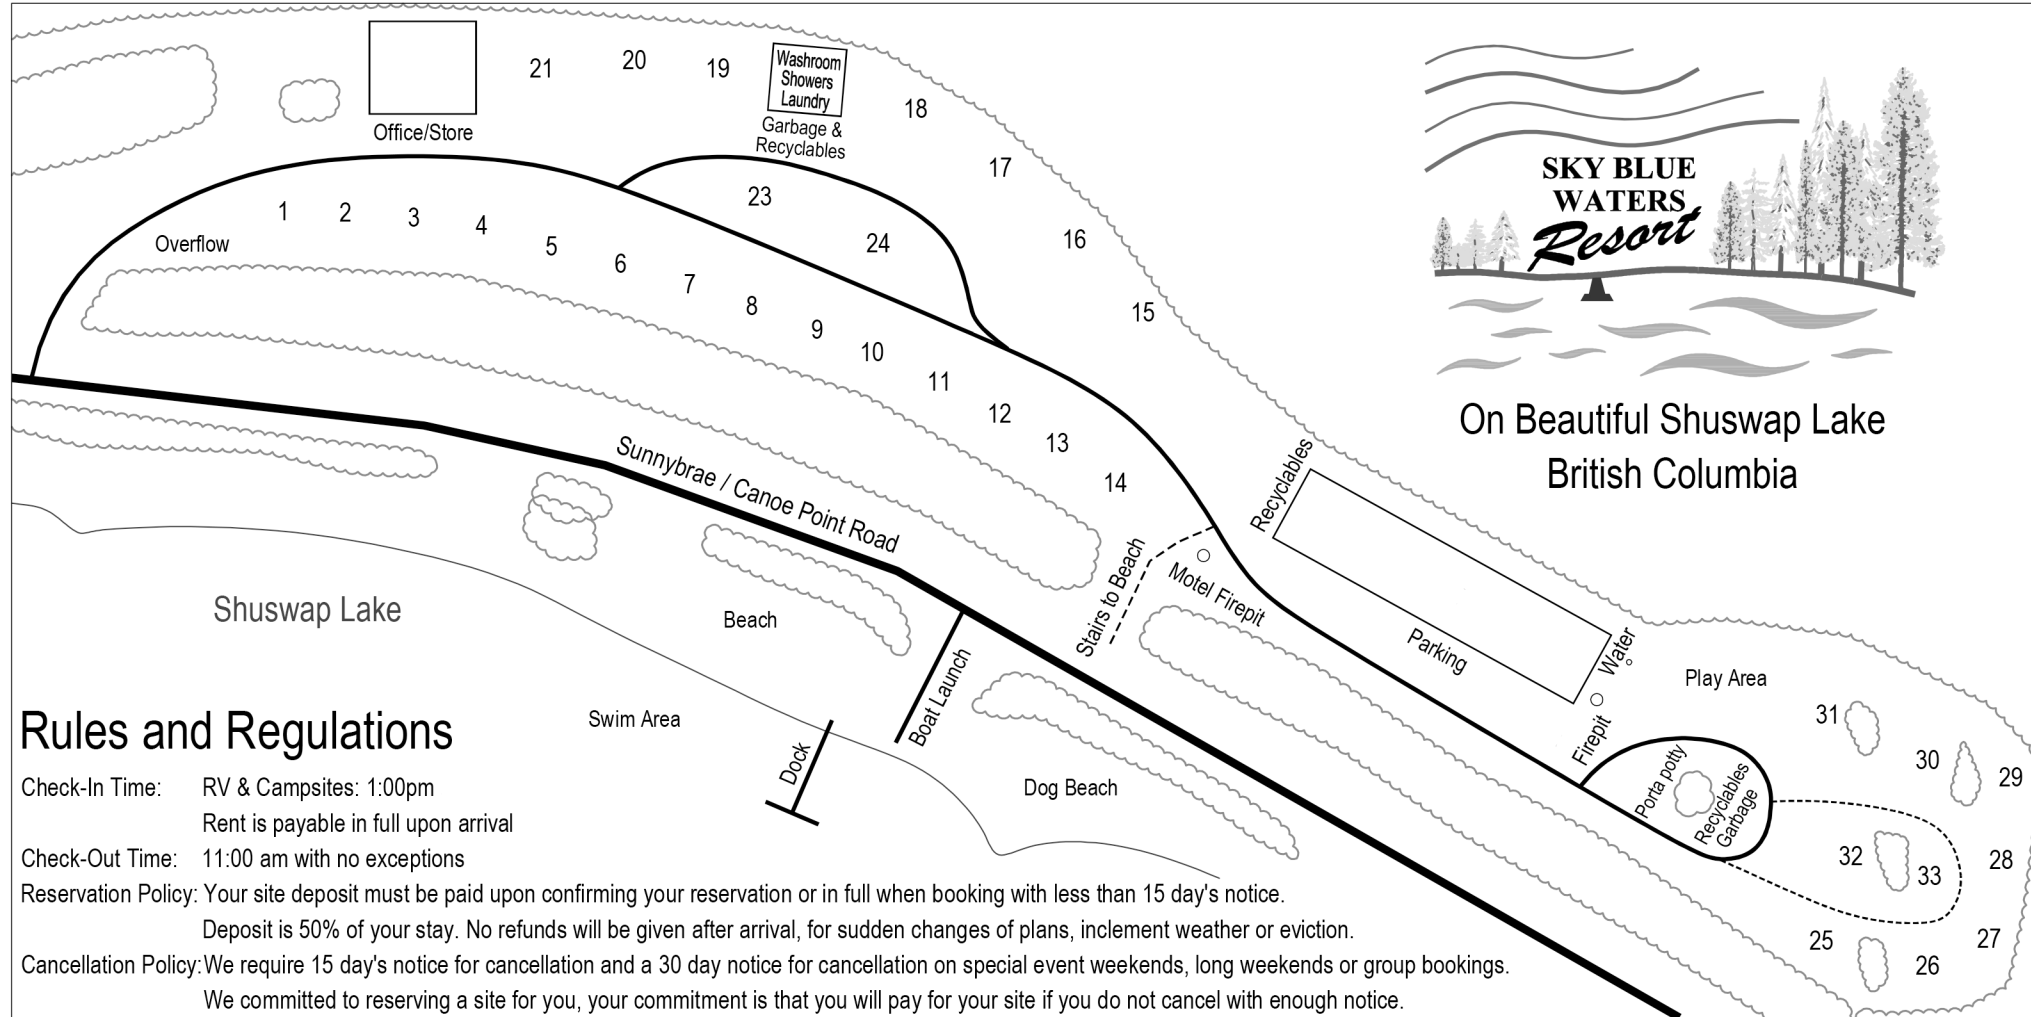 Office/Store
21
20
19
Washroom
Showers
Laundry
Garbage &
Recyclables
18
17
16
15
23
24
Overflow
1
2
3
4
5
6
7
8
9
10
11
12
13
14
SKY BLUE
WATERS
Resort
On Beautiful Shuswap Lake
British Columbia
Sunnybrae / Canoe Point Road
Shuswap Lake
Beach
Swim Area
Dock
Boat Launch
Dog Beach
Stairs to Beach
Motel Firepit
Recyclables
Parking
Water
Firepit
Play Area
Porta potty
Recyclables
Garbage
31
30
29
32
33
28
25
26
27
Rules and Regulations
Check-In Time: RV & Campsites: 1:00pm
Rent is payable in full upon arrival
Check-Out Time: 11:00 am with no exceptions
Reservation Policy: Your site deposit must be paid upon confirming your reservation or in full when booking with less than 15 day's notice.
Deposit is 50% of your stay. No refunds will be given after arrival, for sudden changes of plans, inclement weather or eviction.
Cancellation Policy: We require 15 day's notice for cancellation and a 30 day notice for cancellation on special event weekends, long weekends or group bookings.
We committed to reserving a site for you, your commitment is that you will pay for your site if you do not cancel with enough notice.